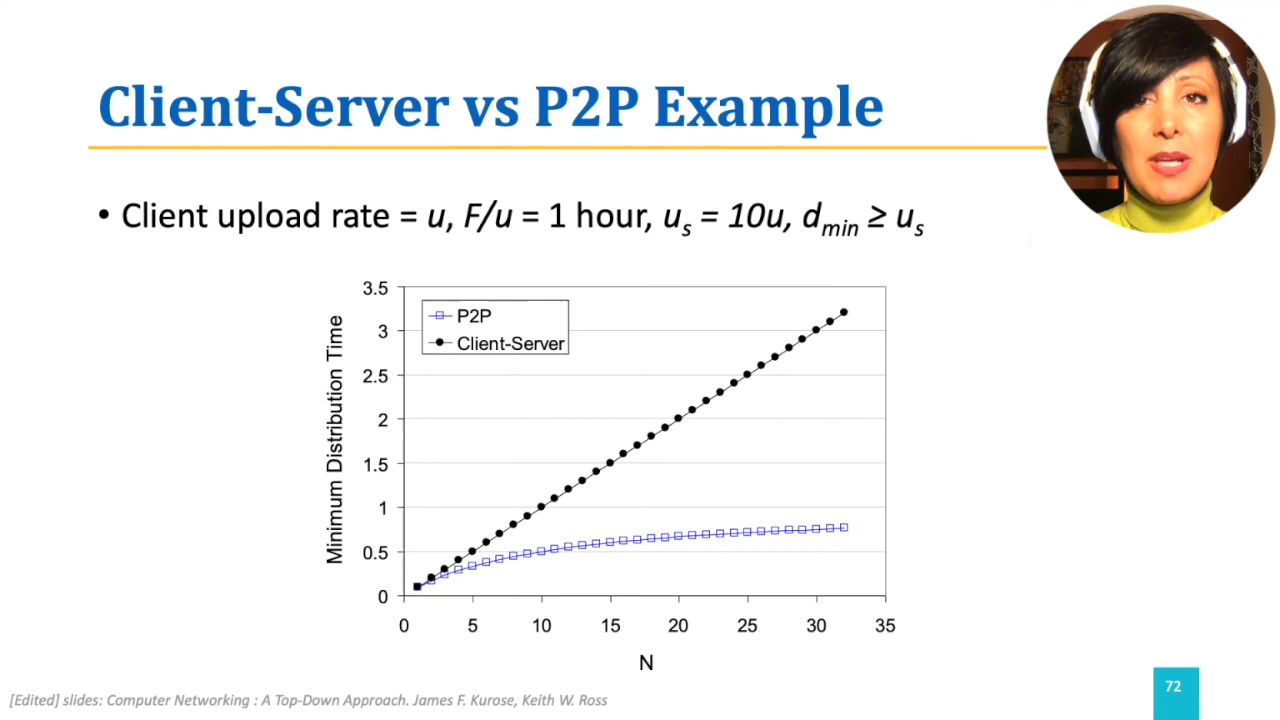 Client-Server vs P2P Example
• Client upload rate = u, F/u = 1 hour, us = 10u, dmin ≥ us
3.5
3
2.5
2
1.5
1
0.5
0
Minimum Distribution Time
P2P
Client-Server
0 5 10 15 20 25 30 35
N
72
[Edited] slides: Computer Networking : A Top-Down Approach. James F. Kurose, Keith W. Ross